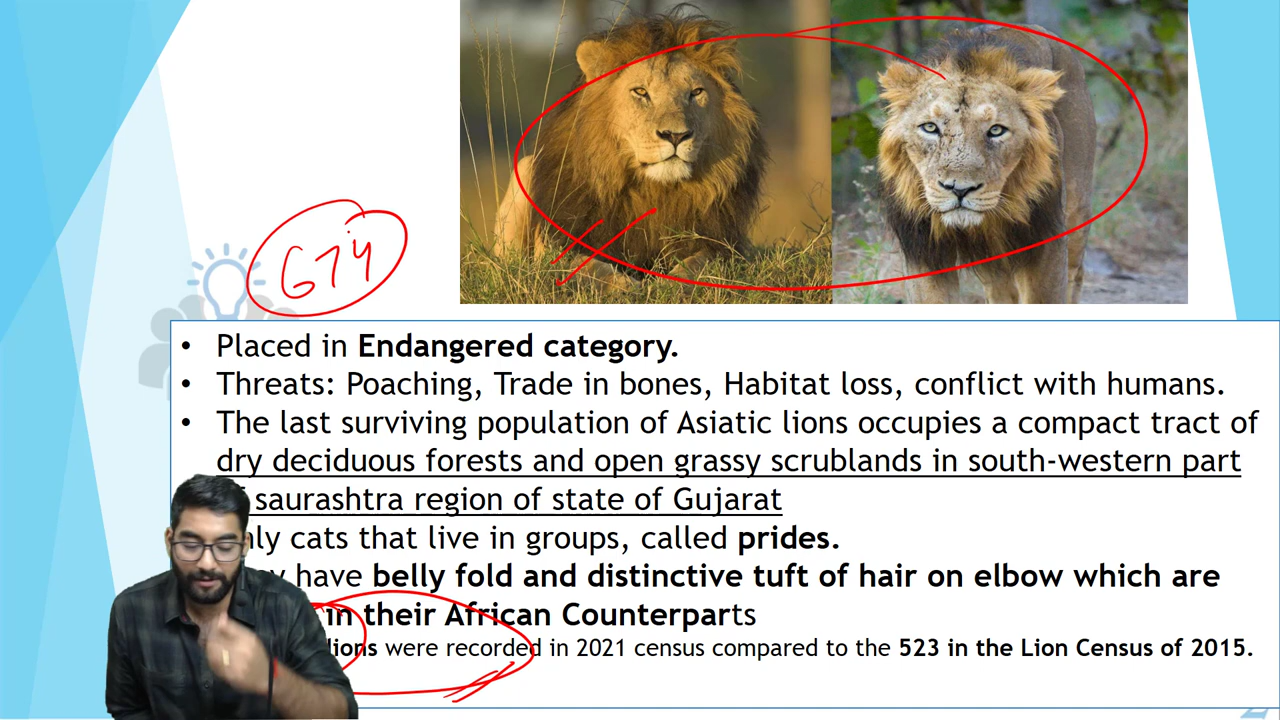 674
• Placed in Endangered category.
• Threats: Poaching, Trade in bones, Habitat loss, conflict with humans.
• The last surviving population of Asiatic lions occupies a compact tract of
dry deciduous forests and open grassy scrublands in south-western part
saurashtra region of state of Gujarat
cats that live in groups, called prides.
have belly fold and distinctive tuft of hair on elbow which are
in their African Counterparts
lions were recorded in 2021 census compared to the 523 in the Lion Census of 2015.